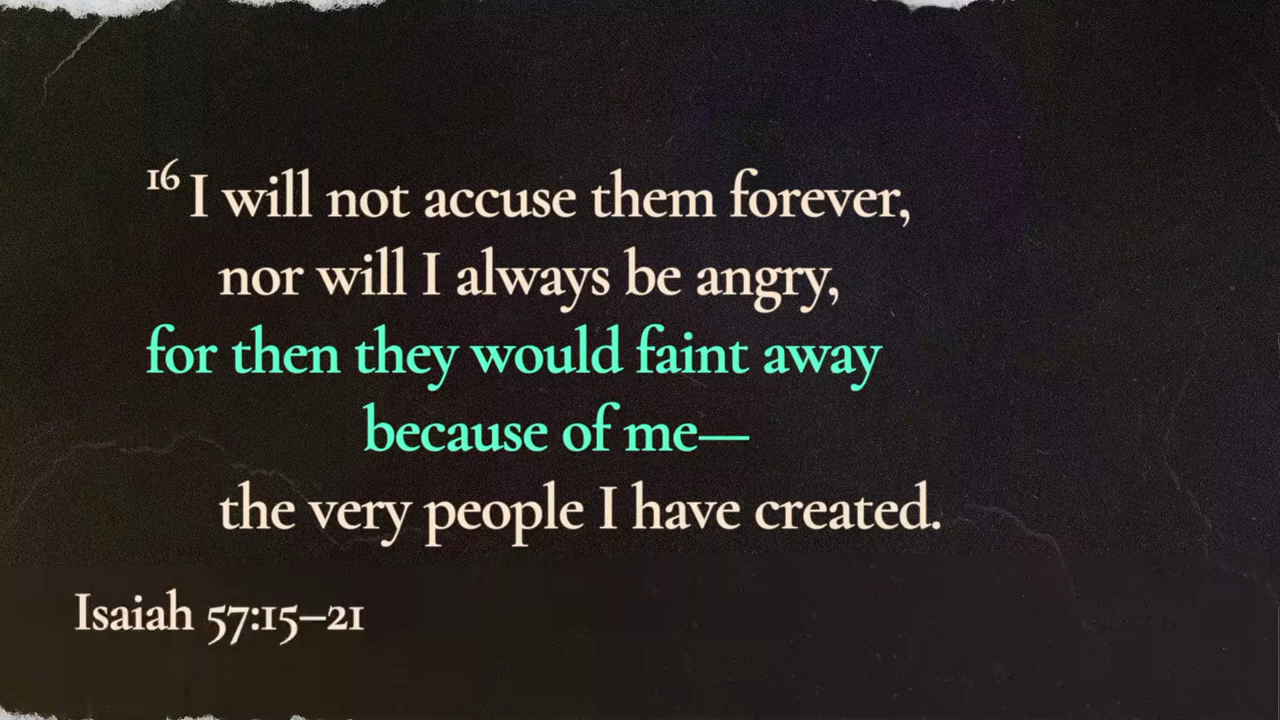 16 I will not accuse them forever,
nor will I always be angry,
for then they would faint away
because of me—
the very people I have created.
Isaiah 57:15–21